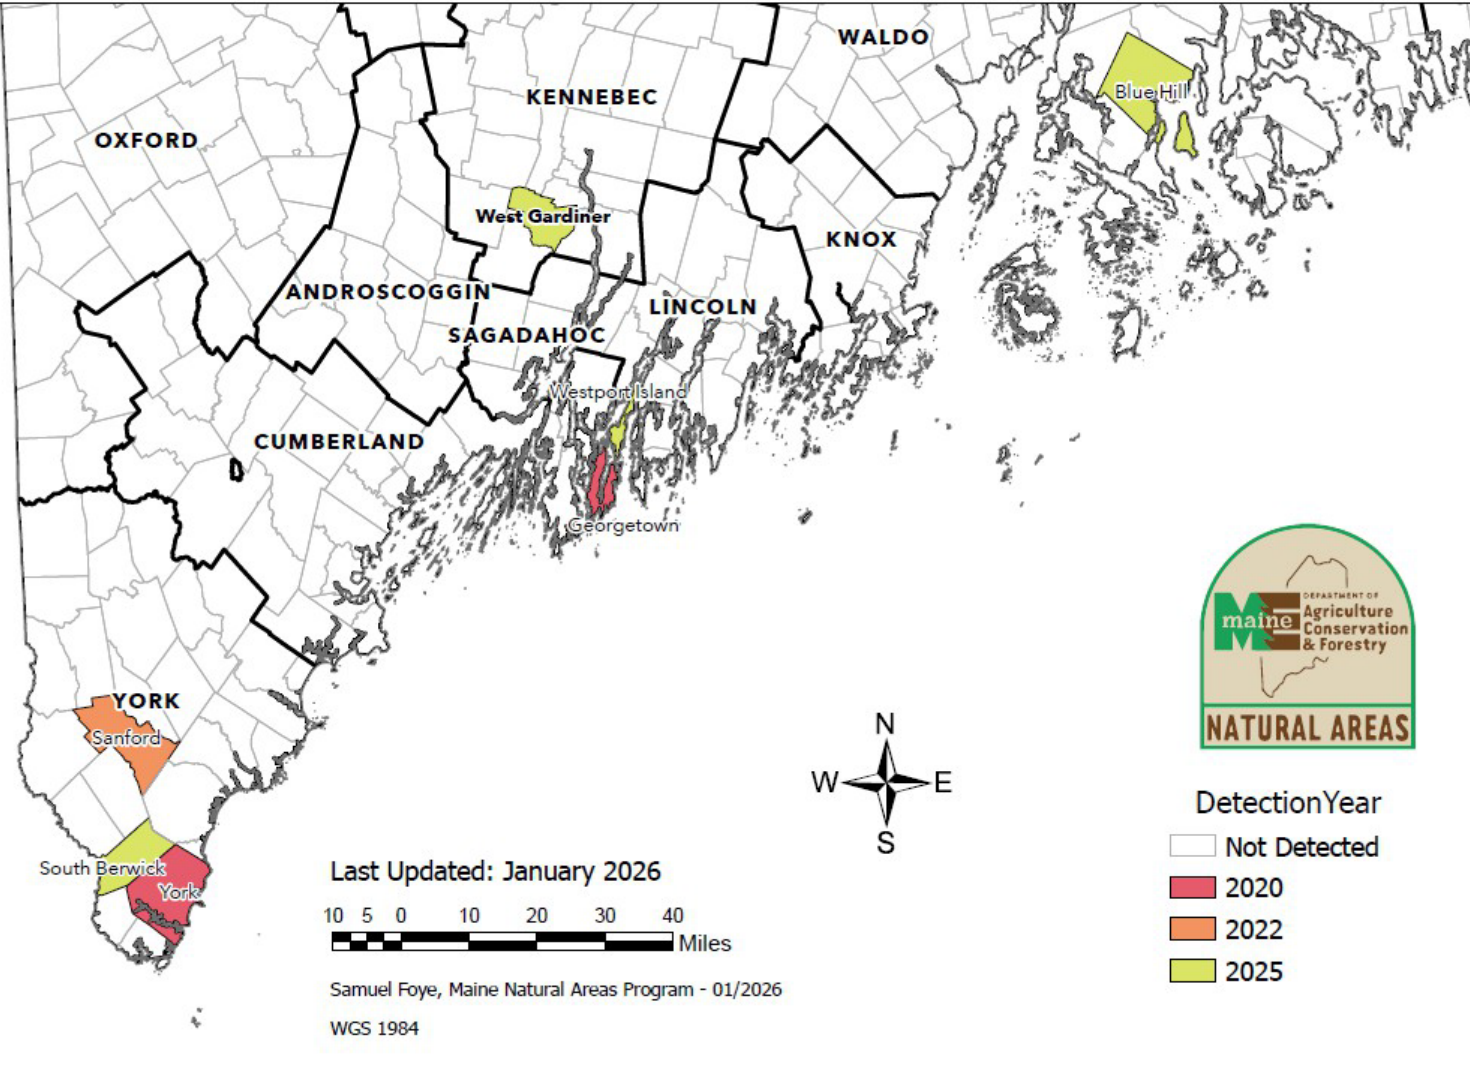 WALDO
KENNEBEC
Blue Hill
OXFORD
West Gardiner
KNOX
ANDROSCOGGIN
LINCOLN
SAGADAHOC
Westport Island
CUMBERLAND
Georgetown
DEPARTMENT OF
maine
ME
Agriculture
Conservation
& Forestry
NATURAL AREAS
YORK
Sanford
N
W
E
S
DetectionYear
Not Detected
2020
2022
2025
South Berwick
York
Last Updated: January 2026
10 5 0 10 20 30 40
Miles
Samuel Foye, Maine Natural Areas Program - 01/2026
WGS 1984